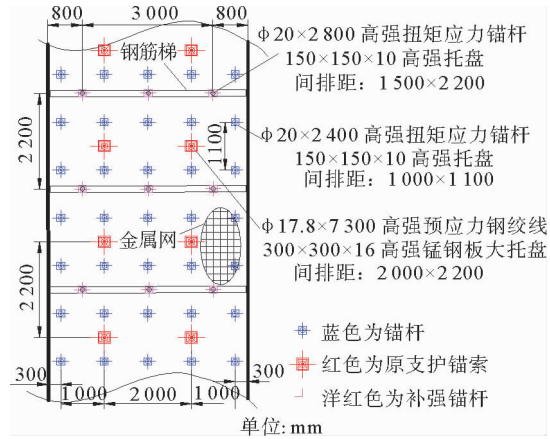 800
3 000
800
钢筋梯
2 200
1100
金属网
2 200
300
1 000
2 000
1 000
300
ϕ20×2 800 高强扭矩应力锚杆
150×150×10 高强托盘
间排距：1 500×2 200
ϕ20×2 400 高强扭矩应力锚杆
150×150×10 高强托盘
间排距：1 000×1 100
ϕ17.8×7 300 高强预应力钢绞线
300×300×16 高强锰钢板大托盘
间排距：2 000×2 200
蓝色为锚杆
红色为原支护锚索
洋红色为补强锚杆
单位: mm